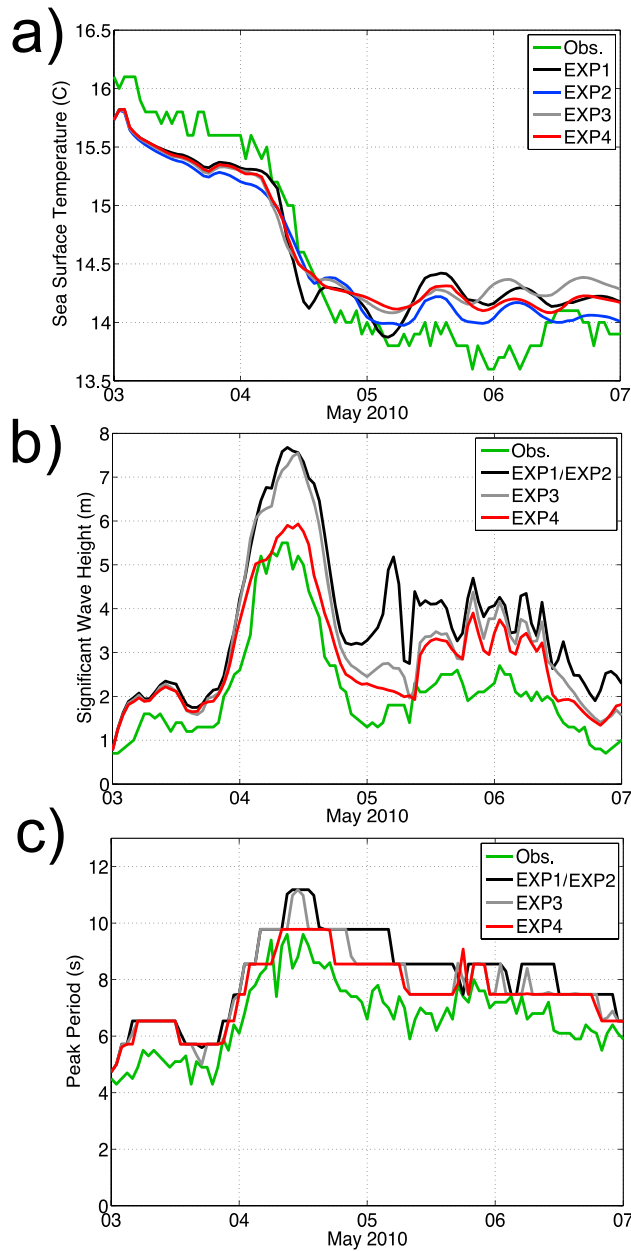 a)
Sea Surface Temperature (C)
16.5
16
15.5
15
14.5
14
13.5
03
04
05
06
07
May 2010
Obs.
EXP1
EXP2
EXP3
EXP4
b)
Significant Wave Height (m)
8
7
6
5
4
3
2
1
0
03
04
05
06
07
May 2010
Obs.
EXP1/EXP2
EXP3
EXP4
c)
Peak Period (s)
12
10
8
6
4
2
0
03
04
05
06
07
May 2010
Obs.
EXP1/EXP2
EXP3
EXP4